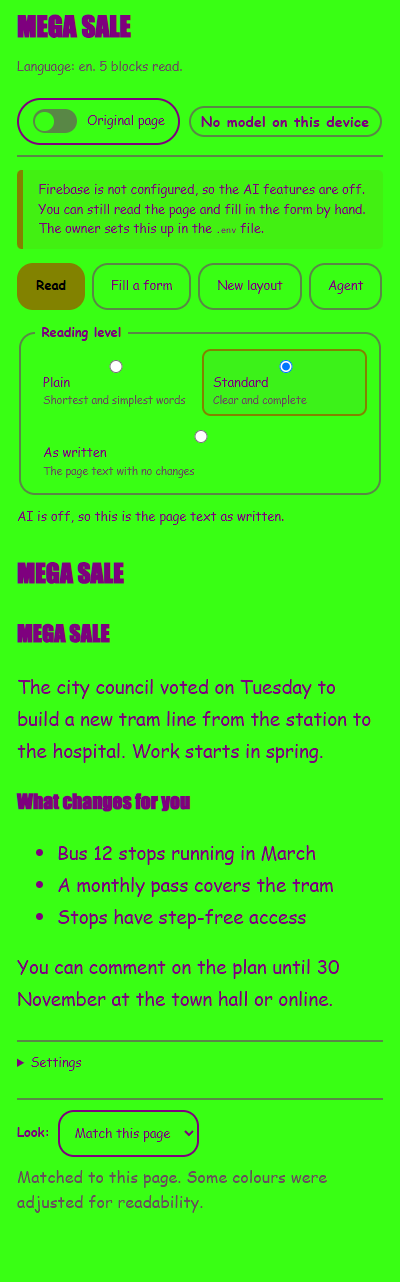 MEGA SALE
Language: en. 5 blocks read.
Original page
No model on this device
Firebase is not configured, so the AI features are off.
You can still read the page and fill in the form by hand.
The owner sets this up in the .env file.
Read
Fill a form
New layout
Agent
Reading level
Plain
Shortest and simplest words
Standard
Clear and complete
As written
The page text with no changes
AI is off, so this is the page text as written.
MEGA SALE
MEGA SALE
The city council voted on Tuesday to
build a new tram line from the station to
the hospital. Work starts in spring.
What changes for you
• Bus 12 stops running in March
• A monthly pass covers the tram
• Stops have step-free access
You can comment on the plan until 30
November at the town hall or online.
Settings
Look:
Match this page
Matched to this page. Some colours were
adjusted for readability.